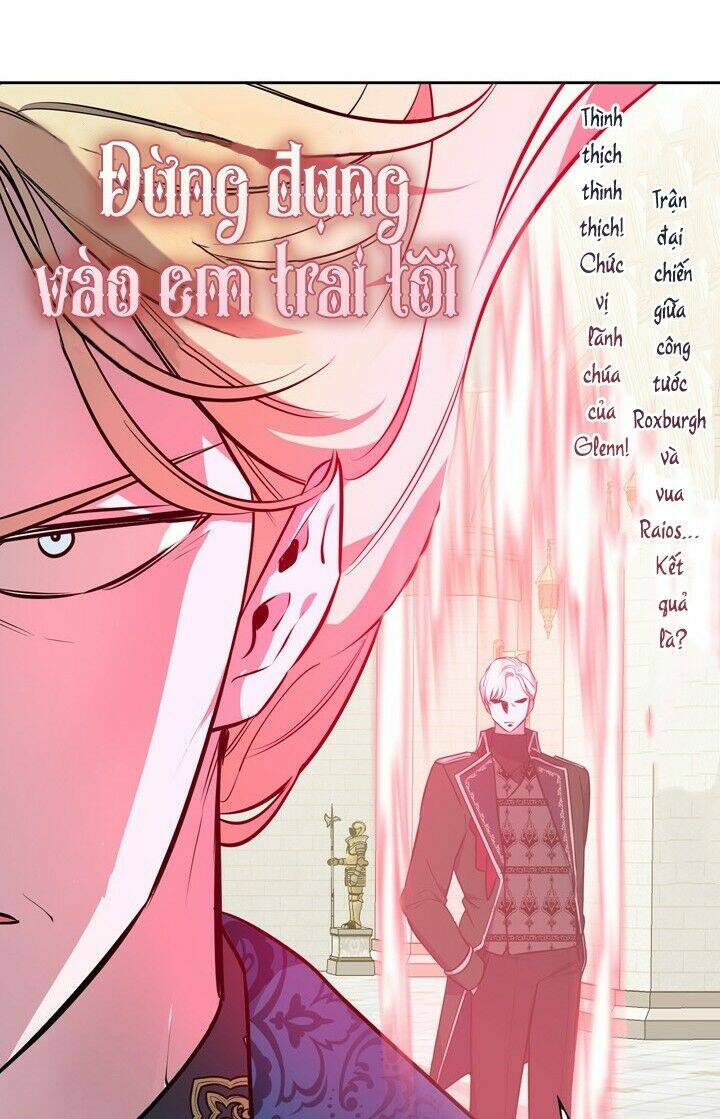 Đừng đụng
vào em trai tôi
Trận
đại
chiến
giữa
công
tước
Roxburgh
và
vua
Raios...
Kết
quả
là?
Thình
thịch
thình
thịch!
Chức
vị
lãnh
chúa
của
Glenn!